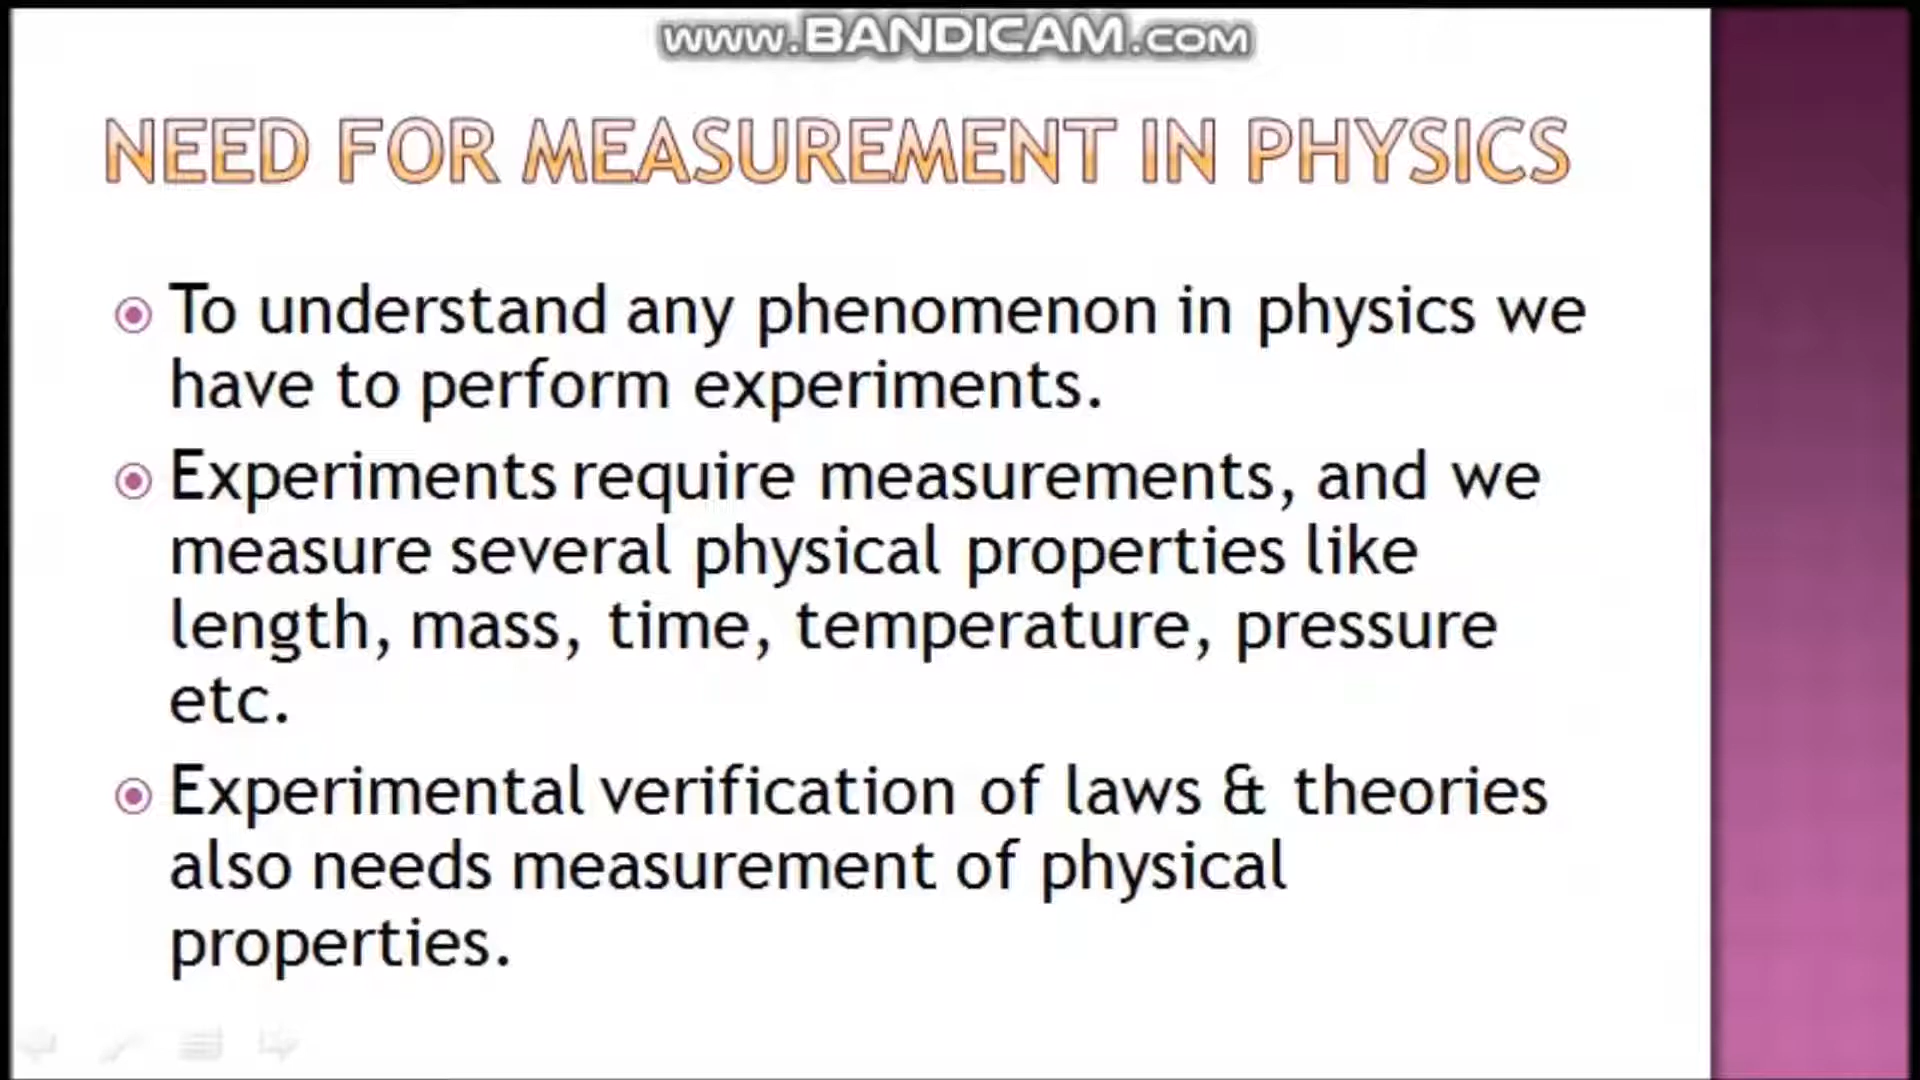 www.BANDICAM.com
NEED FOR MEASUREMENT IN PHYSICS
To understand any phenomenon in physics we
have to perform experiments.
Experiments require measurements, and we
measure several physical properties like
length, mass, time, temperature, pressure
etc.
Experimental verification of laws & theories
also needs measurement of physical
properties.